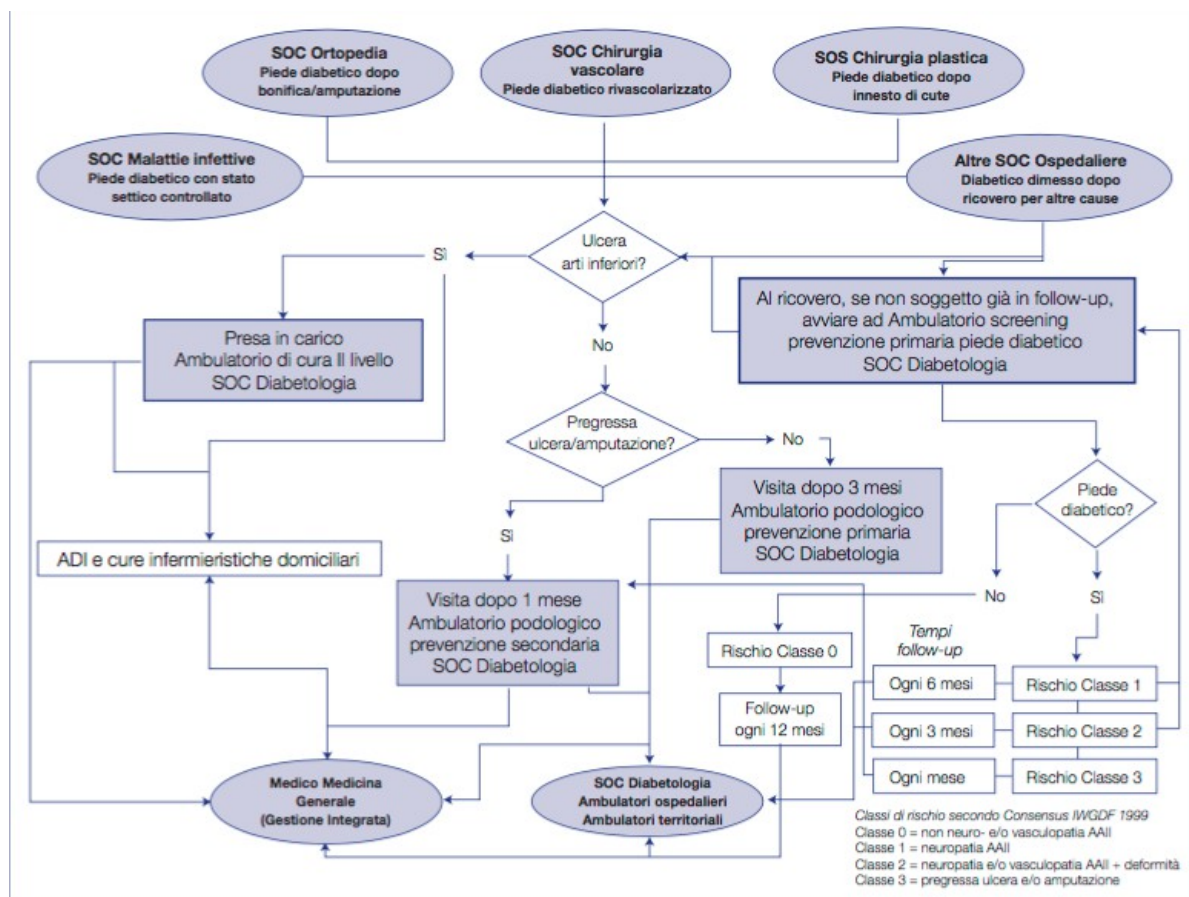 SOC Ortopedia
Piede diabetico dopo
bonifica/amputazione
SOC Chirurgia
vascolare
Piede diabetico rivascolarizzato
SOS Chirurgia plastica
Piede diabetico dopo
innesto di cute
SOC Malattie infettive
Piede diabetico con stato
settico controllato
Altre SOC Ospedaliere
Diabetico dimesso dopo
ricovero per altre cause
Ulcera
arti inferiori?
Sì
No
Presa in carico
Ambulatorio di cura II livello
SOC Diabetologia
Al ricovero, se non soggetto già in follow-up,
avviare ad Ambulatorio screening
prevenzione primaria piede diabetico
SOC Diabetologia
Pregressa
ulcera/amputazione?
No
Sì
Visita dopo 3 mesi
Ambulatorio podologico
prevenzione primaria
SOC Diabetologia
Piede
diabetico?
No
Sì
ADI e cure infermieristiche domiciliari
Visita dopo 1 mese
Ambulatorio podologico
prevenzione secondaria
SOC Diabetologia
Rischio Classe 0
Follow-up
ogni 12 mesi
Tempi
follow-up
Ogni 6 mesi
Rischio Classe 1
Ogni 3 mesi
Rischio Classe 2
Ogni mese
Rischio Classe 3
Medico Medicina
Generale
(Gestione Integrata)
SOC Diabetologia
Ambulatori ospedalieri
Ambulatori territoriali
Classi di rischio secondo Consensus IWGDF 1999
Classe 0 = non neuro- e/o vasculopatia AAII
Classe 1 = neuropatia AAII
Classe 2 = neuropatia e/o vasculopatia AAII + deformità
Classe 3 = pregressa ulcera e/o amputazione